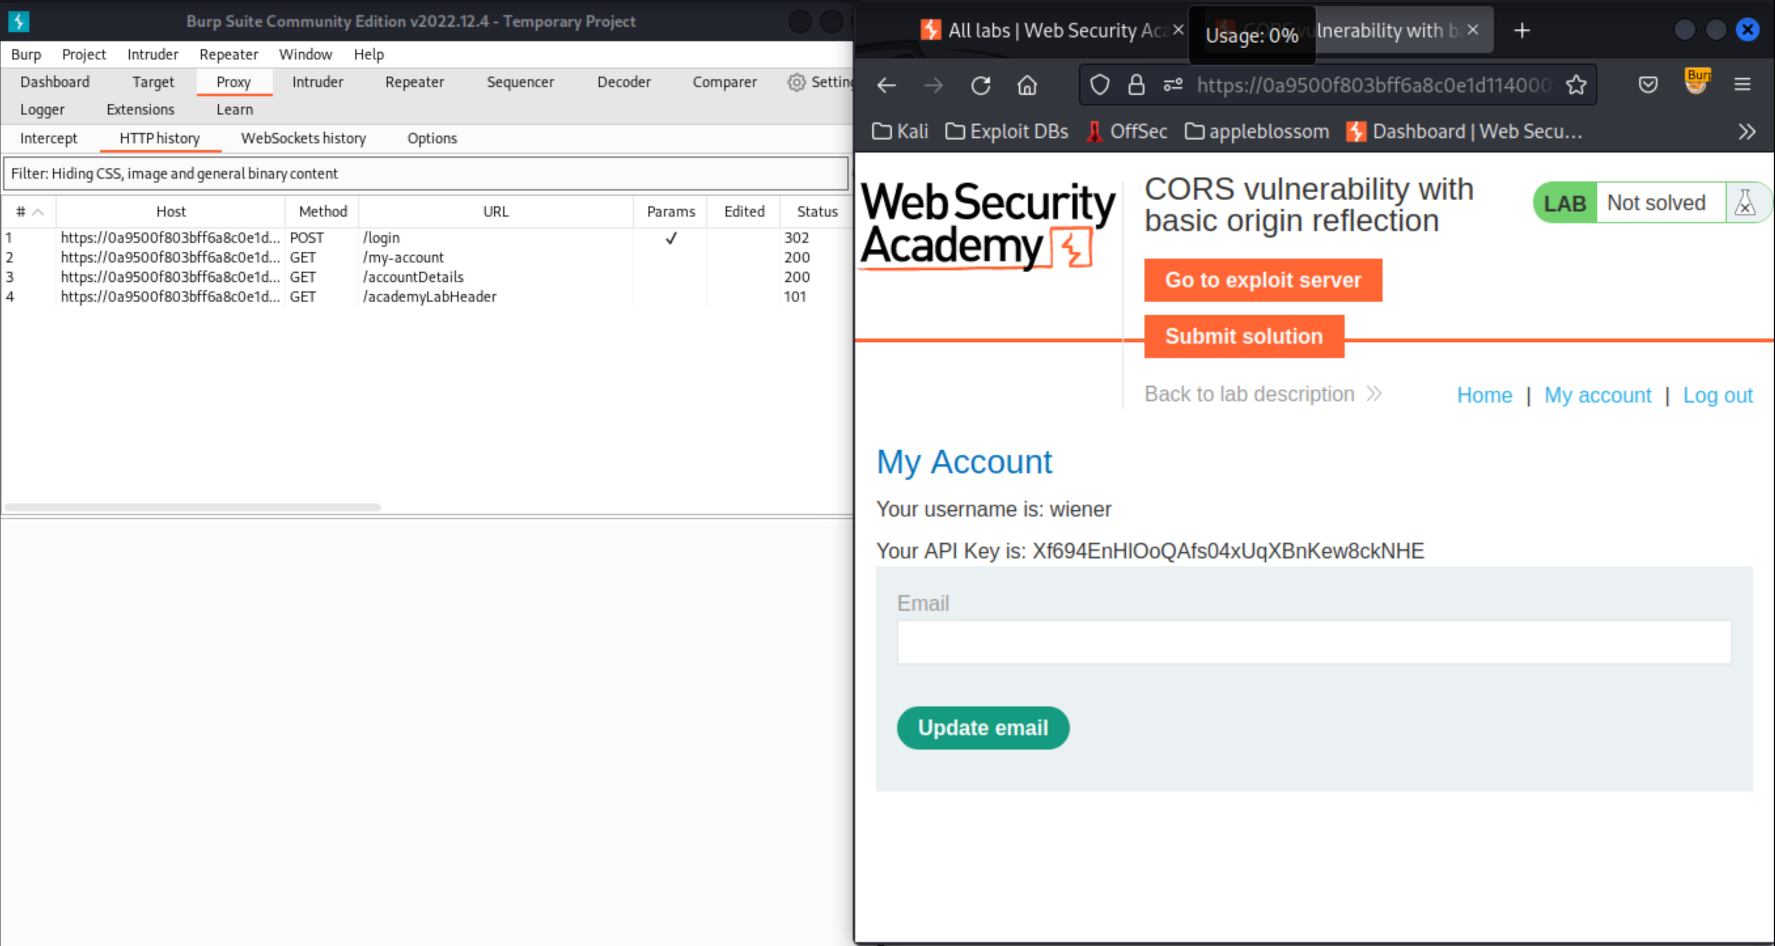 Burp Suite Community Edition v2022.12.4 - Temporary Project
Burp Project Intruder Repeater Window Help
Dashboard Target Proxy Intruder Repeater Sequencer Decoder Comparer Setting
Logger Extensions Learn
Intercept HTTP history WebSockets history Options
Filter: Hiding CSS, image and general binary content
# Host Method URL Params Edited Status
1 https://0a9500f803bff6a8c0e1d... POST /login ✓ 302
2 https://0a9500f803bff6a8c0e1d... GET /my-account 200
3 https://0a9500f803bff6a8c0e1d... GET /accountDetails 200
4 https://0a9500f803bff6a8c0e1d... GET /academyLabHeader 101
All labs | Web Security Aca
Usage: 0%
vulnerability with b
https://0a9500f803bff6a8c0e1d114000
Burp
Kali Exploit DBs OffSec appleblossom Dashboard | Web Secu...
Web Security
Academy
CORS vulnerability with
basic origin reflection
LAB Not solved
Go to exploit server
Submit solution
Back to lab description
Home | My account | Log out
My Account
Your username is: wiener
Your API Key is: Xf694EnHlOoQAfs04xUqXBnKew8ckNHE
Email
Update email